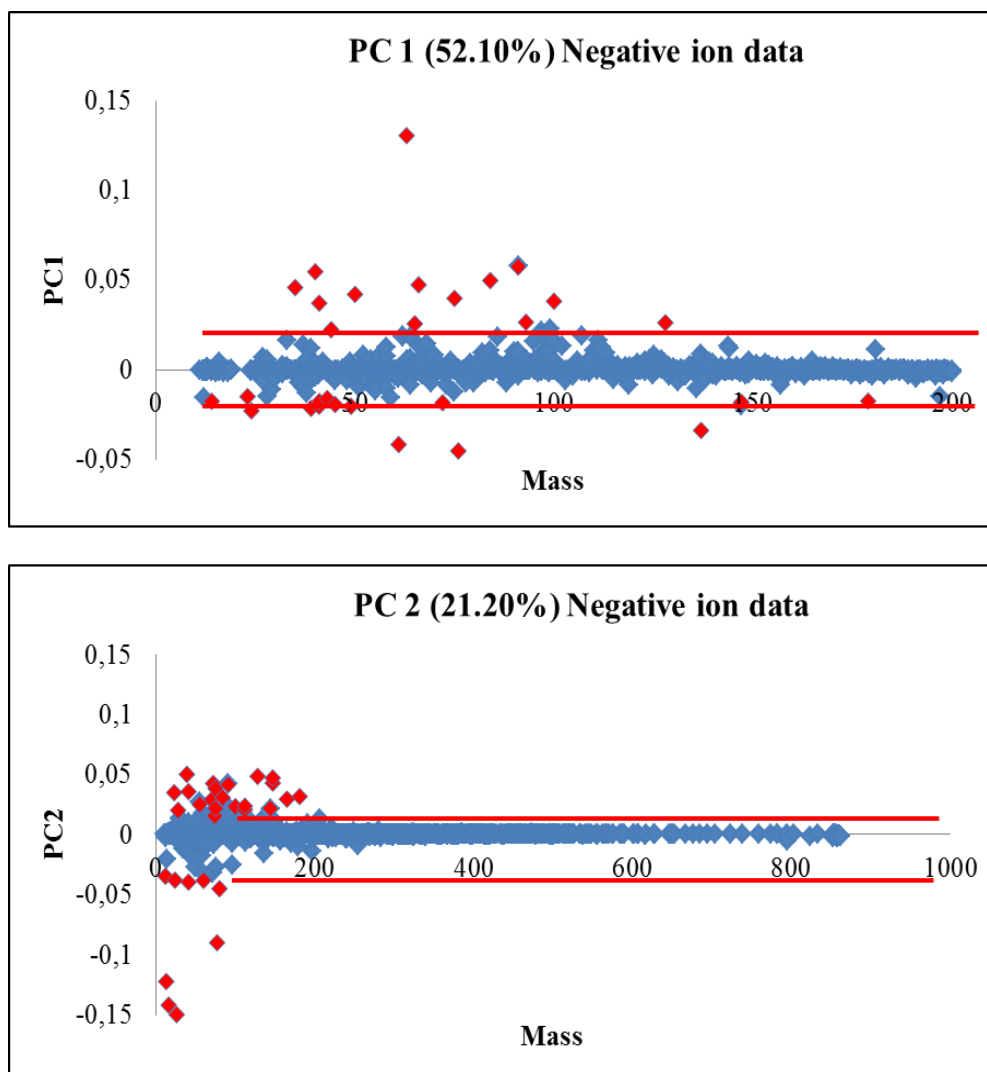 PC 1 (52.10%) Negative ion data
0,15
0,1
0,05
0
-0,05
PC1
0 50 100 150 200
Mass
PC 2 (21.20%) Negative ion data
0,15
0,1
0,05
0
-0,05
-0,1
-0,15
PC2
0 200 400 600 800 1000
Mass